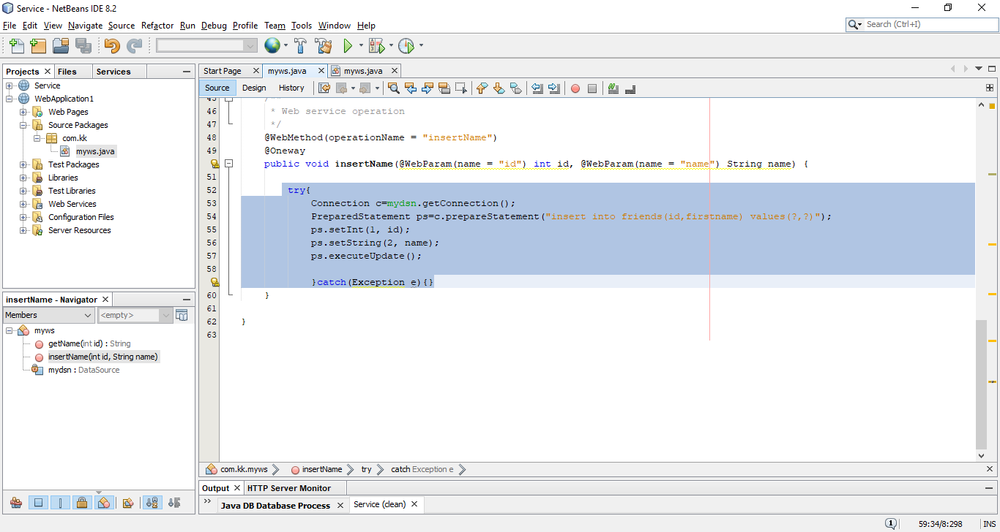 Service - NetBeans IDE 8.2
File Edit View Navigate Source Refactor Run Debug Profile Team Tools Window Help
Search (Ctrl+I)
Projects Files Services
Service
WebApplication1
Web Pages
Source Packages
com.kk
myws.java
Test Packages
Libraries
Test Libraries
Web Services
Configuration Files
Server Resources
insertName - Navigator
Members <empty>
myws
getName(int id) : String
insertName(int id, String name)
mydsn : DataSource
Start Page myws.java myws.java
Source Design History
45 /**
46 * Web service operation
47 */
48 @WebMethod(operationName = "insertName")
49 @Oneway
public void insertName(@WebParam(name = "id") int id, @WebParam(name = "name") String name) {
51
52 try{
53 Connection c=mydsn.getConnection();
54 PreparedStatement ps=c.prepareStatement("insert into friends(id,firstname) values(?,?)");
55 ps.setInt(1, id);
56 ps.setString(2, name);
57 ps.executeUpdate();
58
}catch(Exception e){}
60 }
61
62 }
63
com.kk.myws insertName try catch Exception e
Output HTTP Server Monitor
Java DB Database Process Service (clean)
1 59:34/8:298 INS